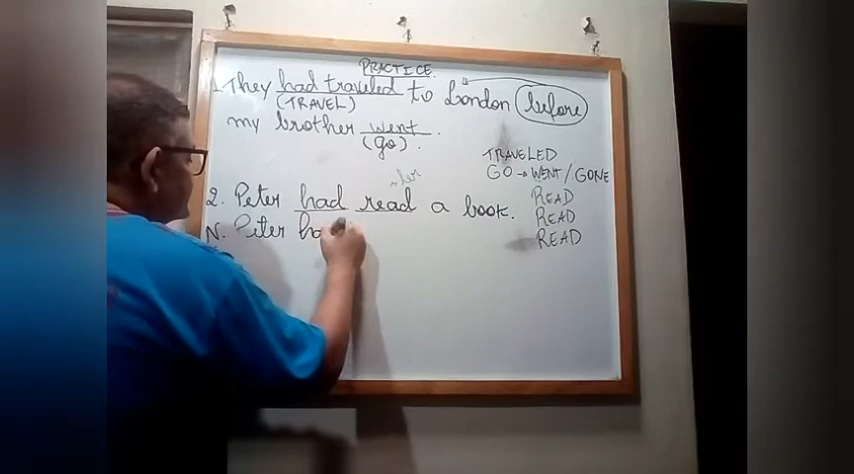 PRACTICE
1. They had traveled to London before
(TRAVEL)
my brother went.
(go).
TRAVELED
GO → WENT / GONE
2. Peter had read a book.
READ
READ
READ
N. Peter ha